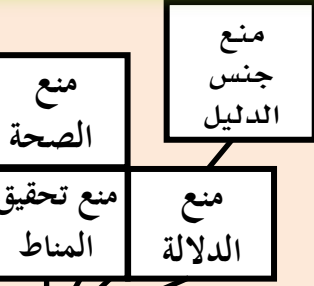 منع
جنس
الدليل
منع
الصحة
منع
الدلالة
منع تحقيق
المناط